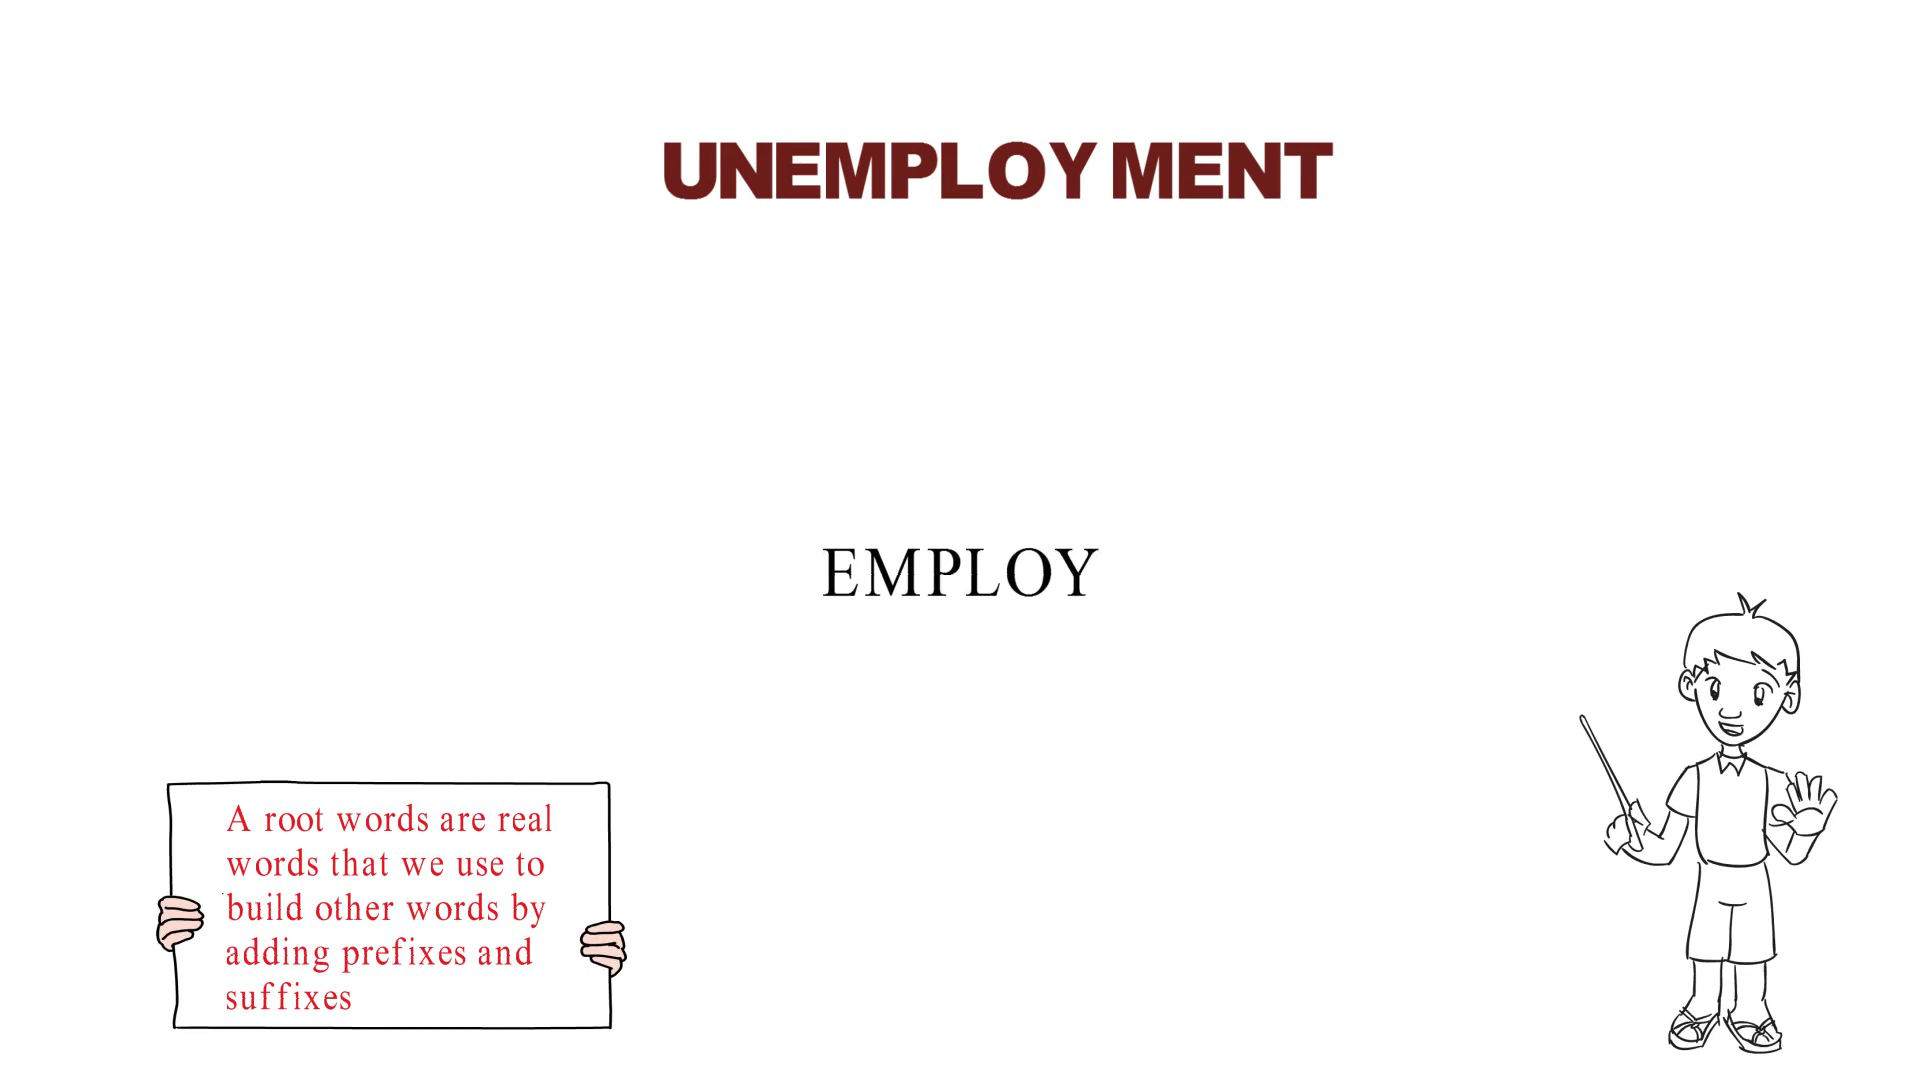 UNEMPLOYMENT
EMPLOY
A root words are real
words that we use to
build other words by
adding prefixes and
suffixes